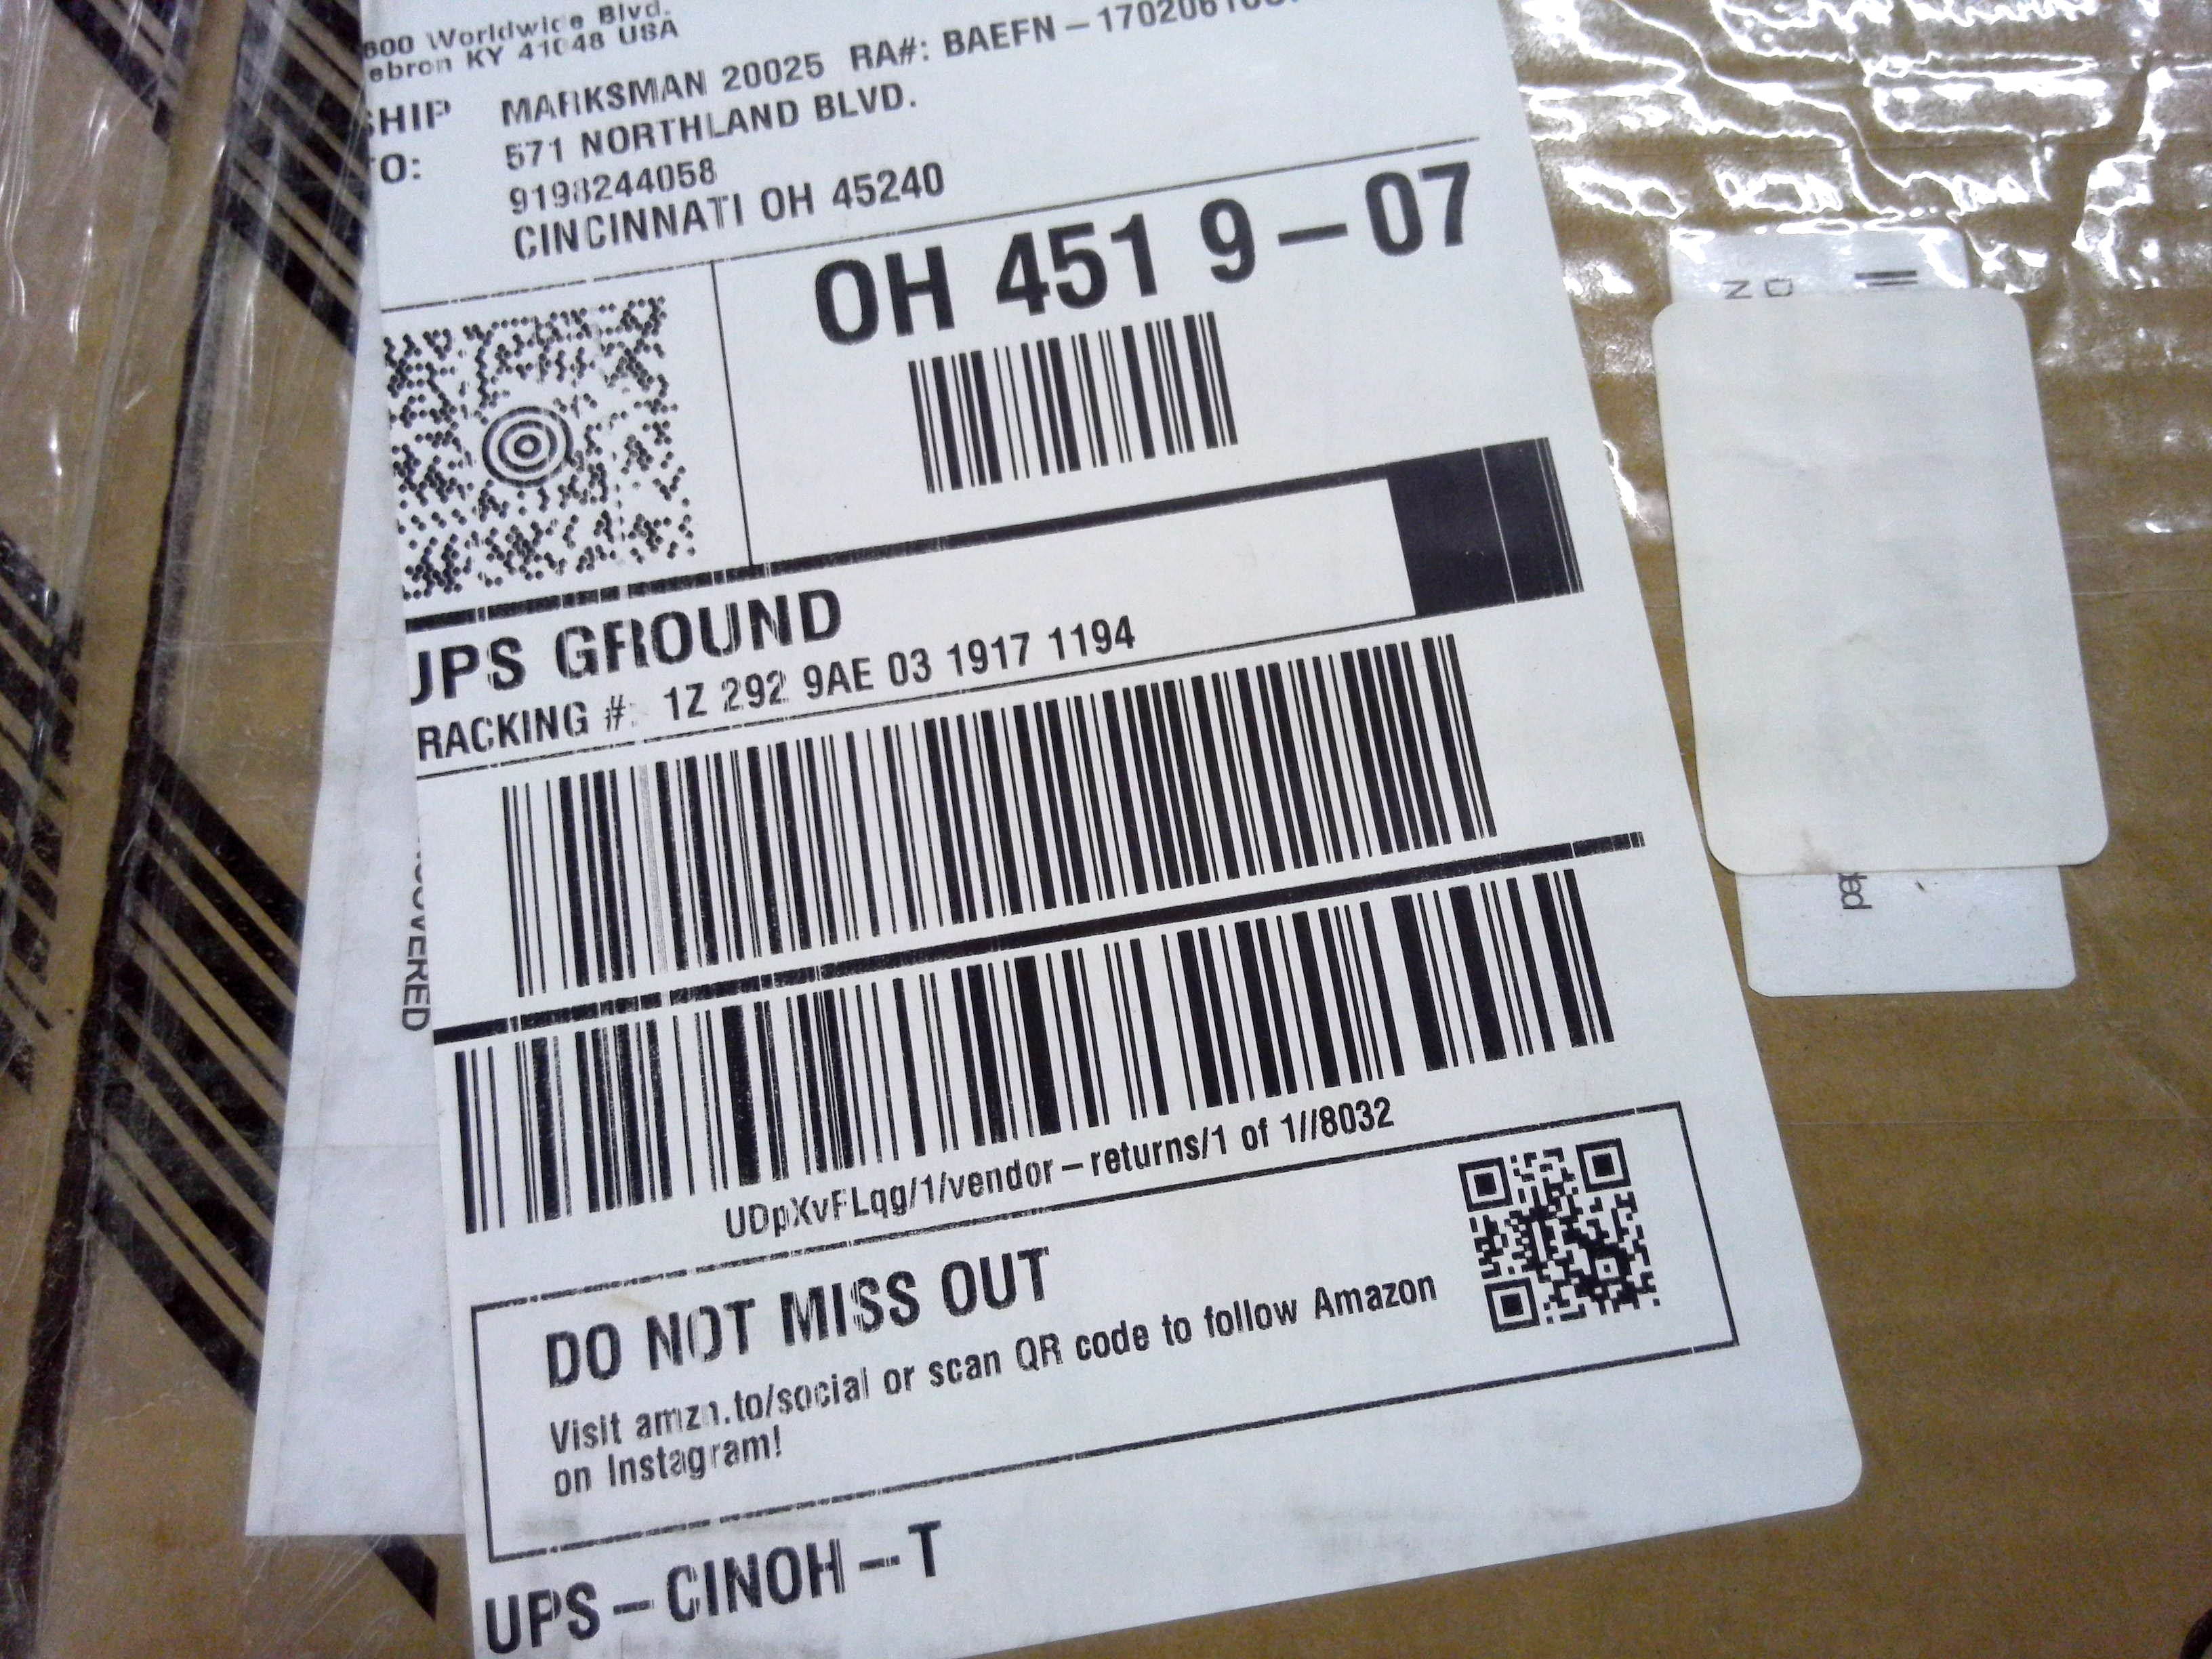 600 Worldwide Blvd.
ebron KY 41048 USA
SHIP TO:
MARKSMAN 20025 RA#: BAEFN-1702061
571 NORTHLAND BLVD.
9198244058
CINCINNATI OH 45240
OH 451 9-07
UPS GROUND
RACKING #: 1Z 292 9AE 03 1917 1194
UDpXvFLqg/1/vendor-returns/1 of 1//8032
DO NOT MISS OUT
Visit amzn.to/social or scan QR code to follow Amazon
on Instagram!
UPS-CINOH-T
COVERED
ded